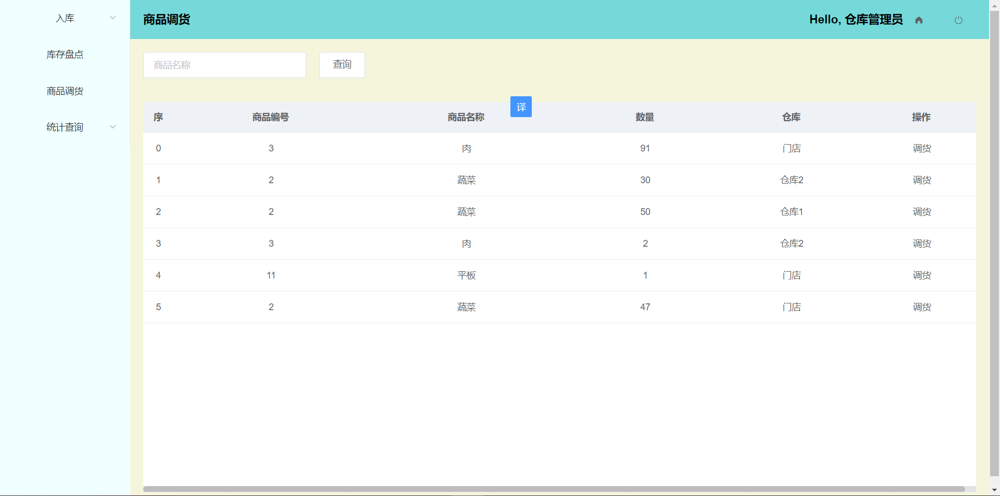 入库
库存盘点
商品调货
统计查询
商品调货
Hello, 仓库管理员
商品名称
查询
译
序 商品编号 商品名称 数量 仓库 操作
0 3 肉 91 门店 调货
1 2 蔬菜 30 仓库2 调货
2 2 蔬菜 50 仓库1 调货
3 3 肉 2 仓库2 调货
4 11 平板 1 门店 调货
5 2 蔬菜 47 门店 调货